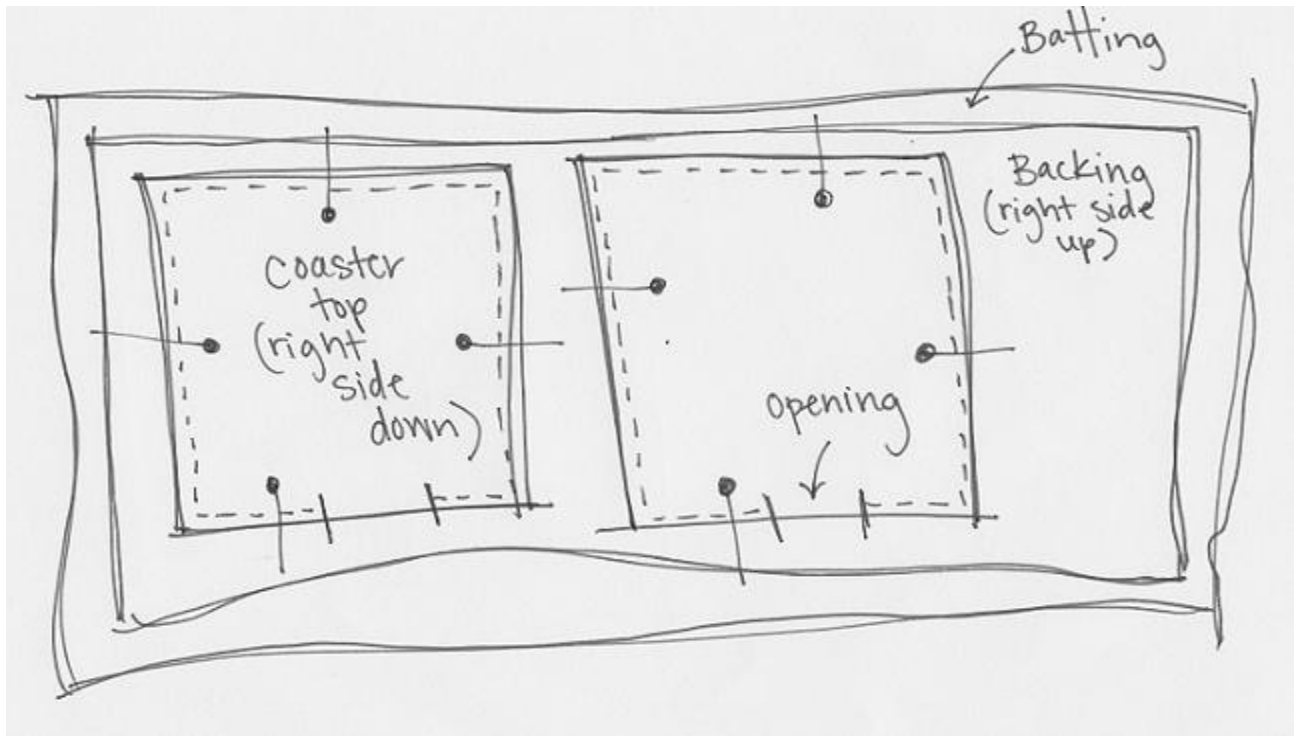 Batting
Backing
(right side
up)
coaster
top
(right
side
down)
opening